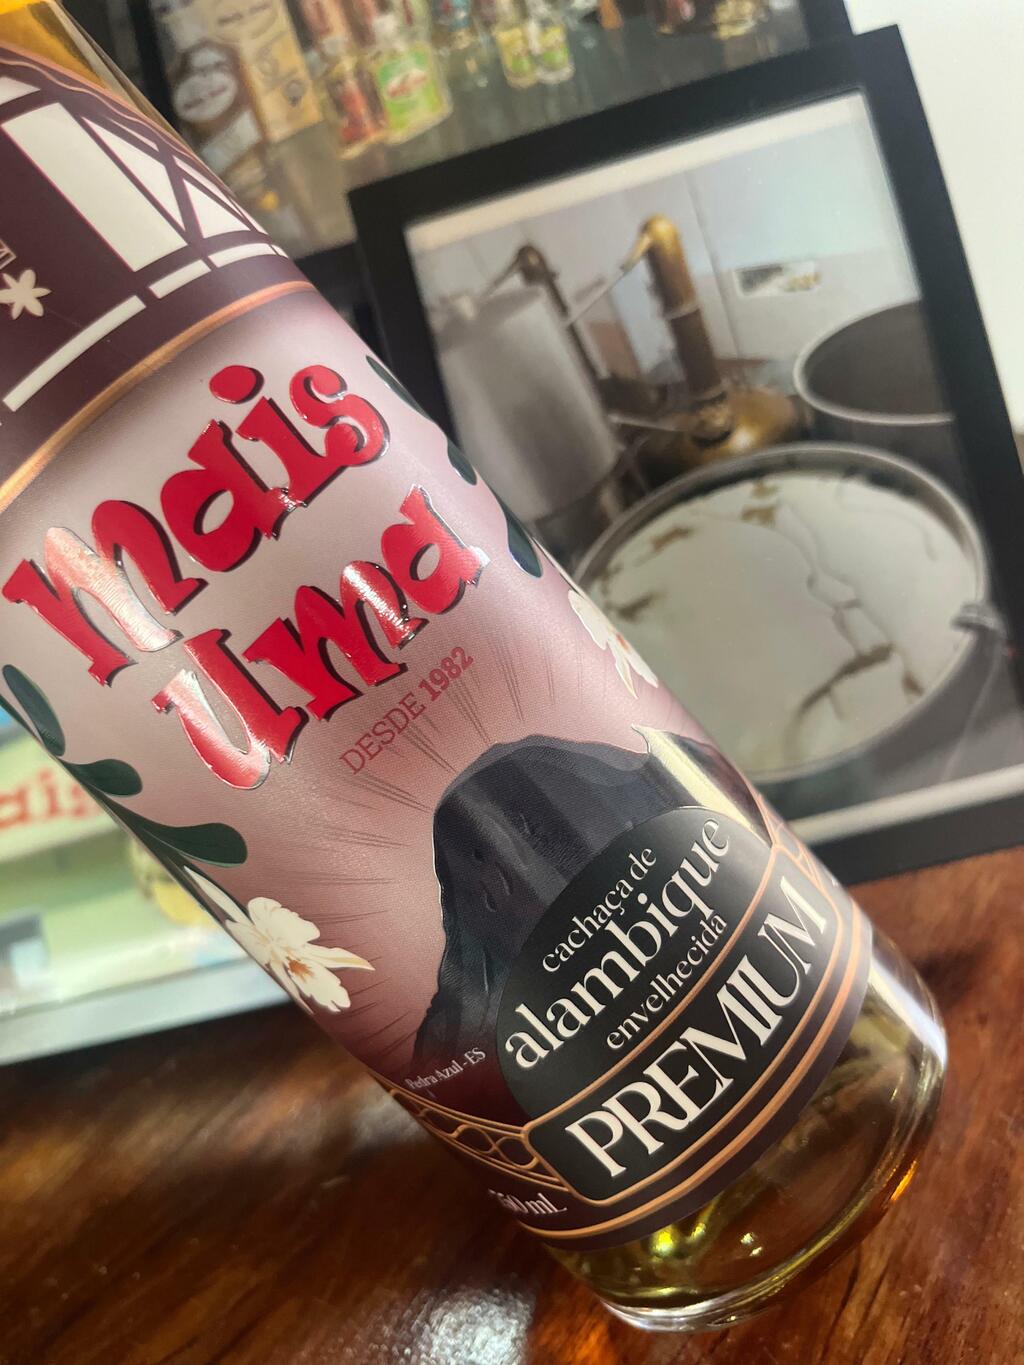 Mais
Uma
DESDE 1982
cachaça de
alambique
envelhecida
PREMIUM
Pedra Azul - ES